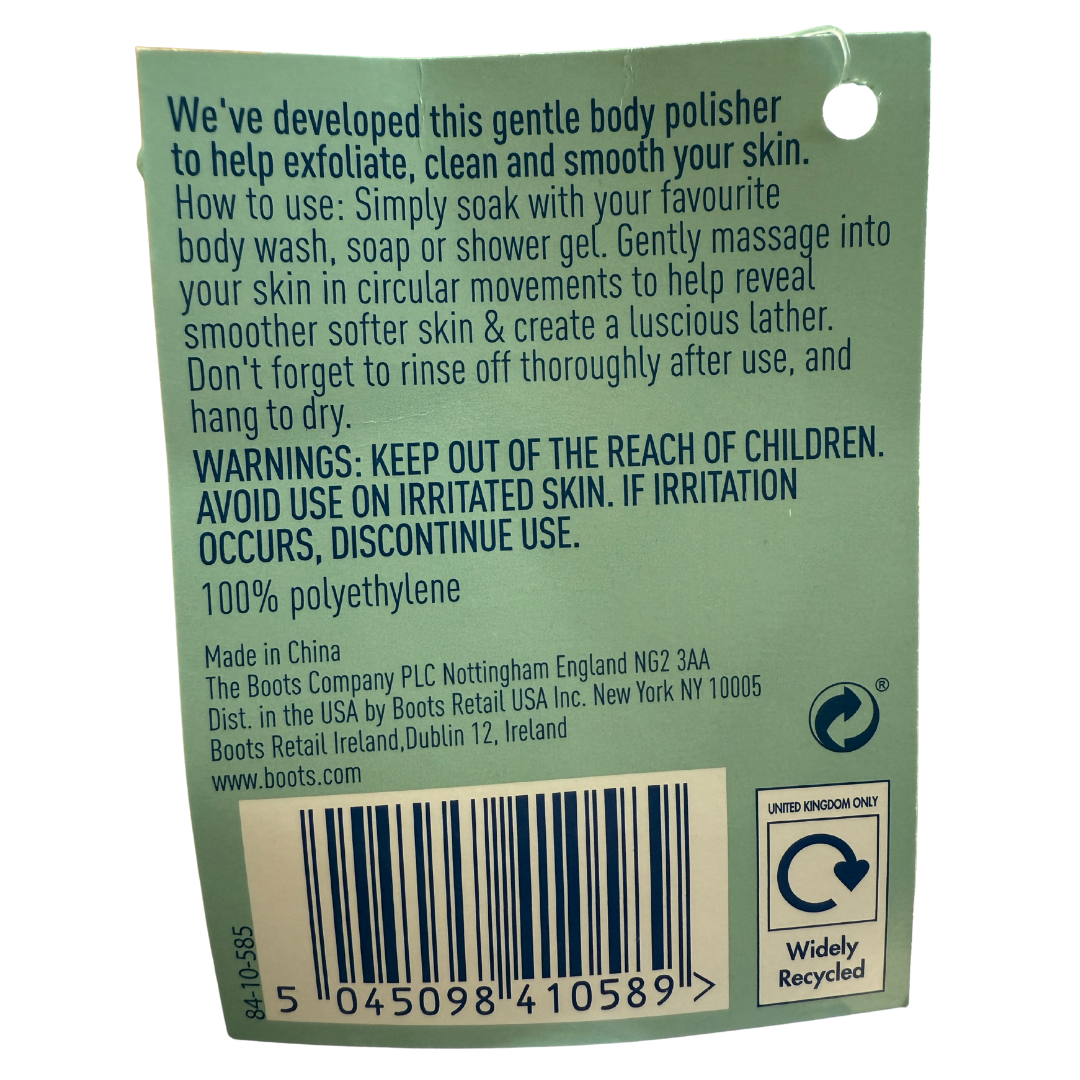 We've developed this gentle body polisher
to help exfoliate, clean and smooth your skin.
How to use: Simply soak with your favourite
body wash, soap or shower gel. Gently massage into
your skin in circular movements to help reveal
smoother softer skin & create a luscious lather.
Don't forget to rinse off thoroughly after use, and
hang to dry.
WARNINGS: KEEP OUT OF THE REACH OF CHILDREN.
AVOID USE ON IRRITATED SKIN. IF IRRITATION
OCCURS, DISCONTINUE USE.
100% polyethylene
Made in China
The Boots Company PLC Nottingham England NG2 3AA
Dist. in the USA by Boots Retail USA Inc. New York NY 10005
Boots Retail Ireland,Dublin 12, Ireland
www.boots.com
®
UNITED KINGDOM ONLY
Widely
Recycled
84-10-585
5 045098 410589 >